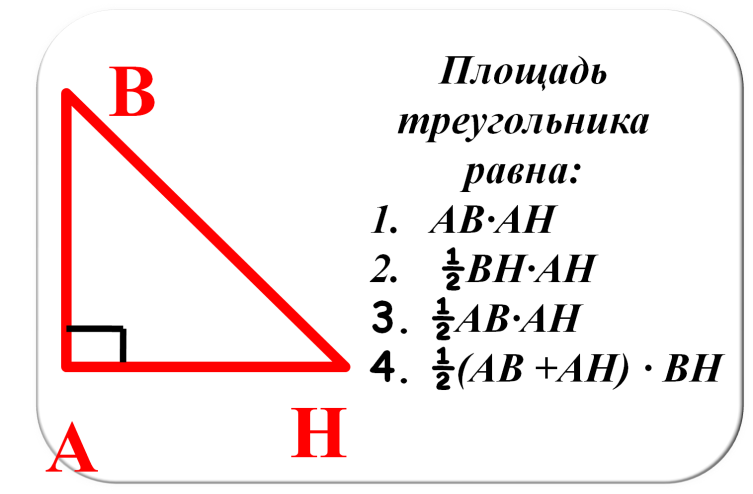 B
A
H
Площадь
треугольника
равна:
1. AB·AH
2. ½BH·AH
3. ½AB·AH
4. ½(AB +AH) · BH